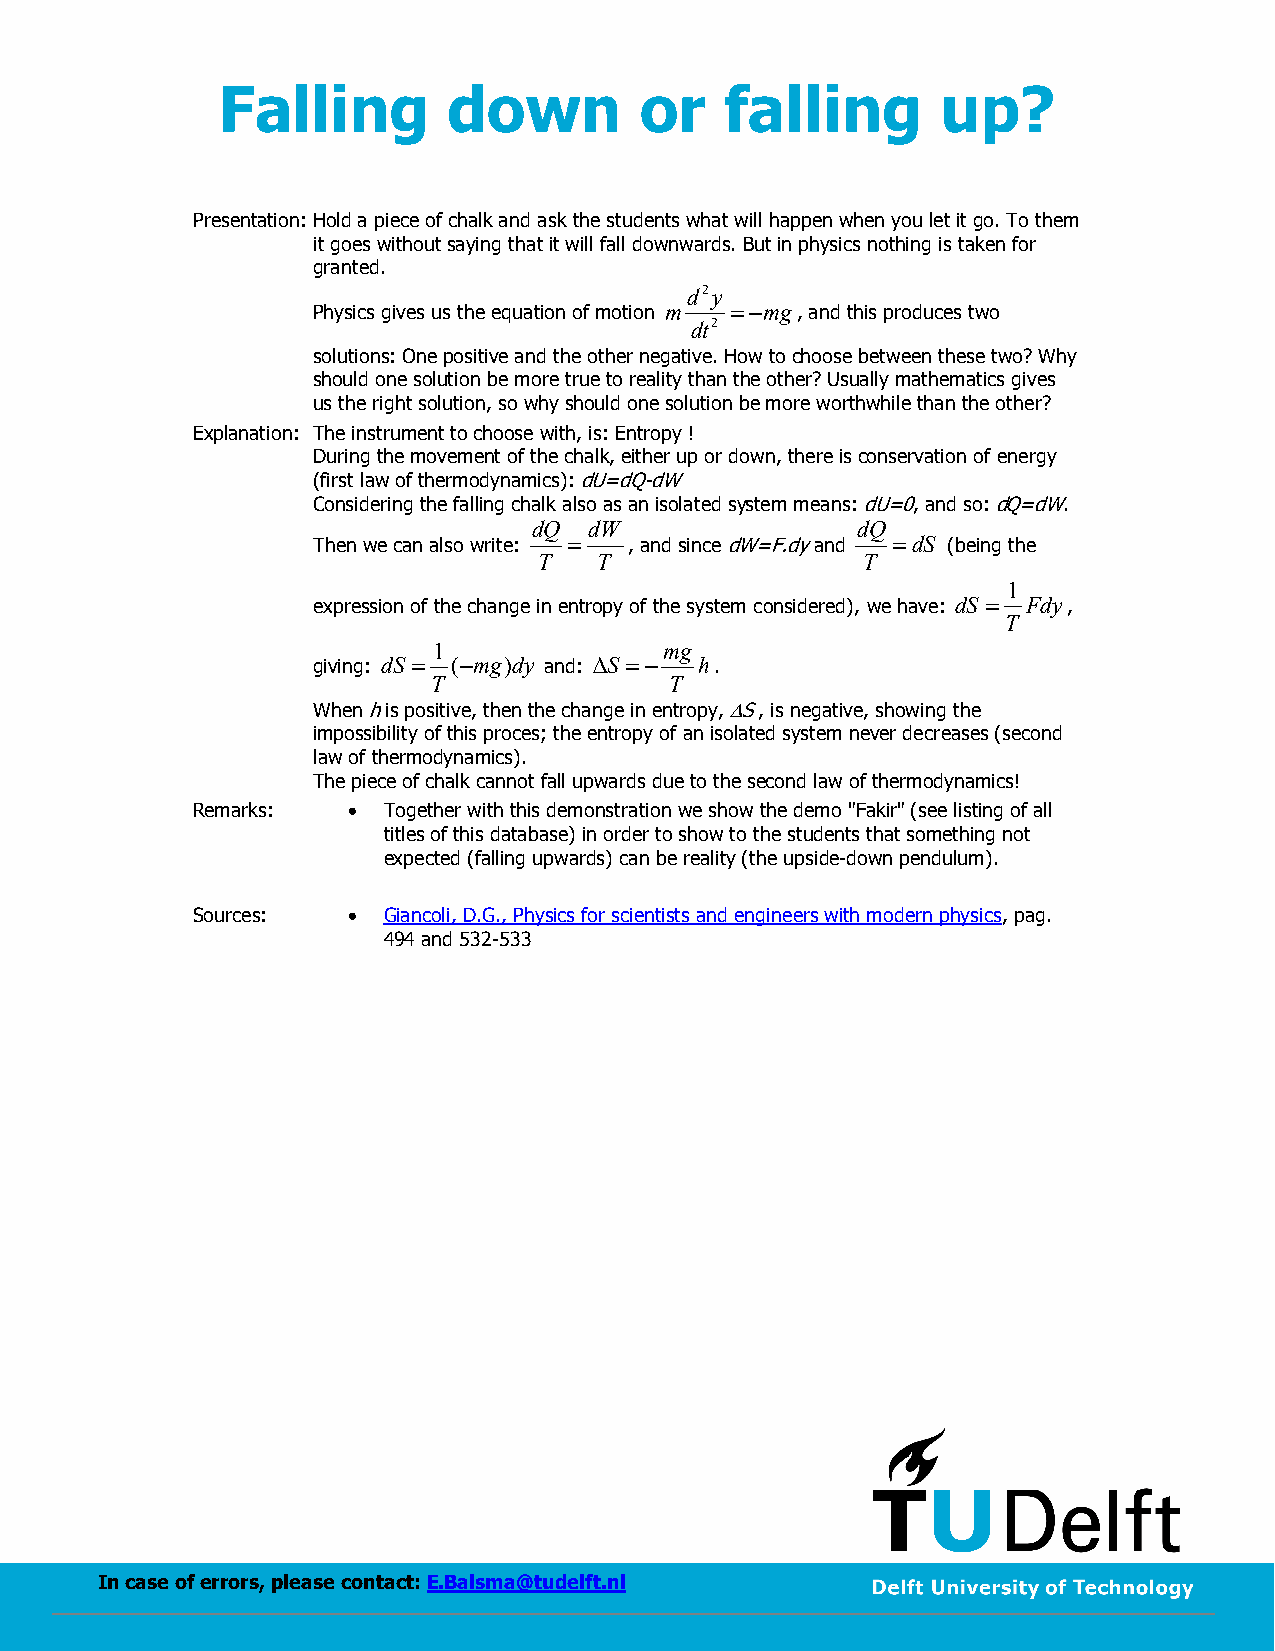 Falling down or falling up?
Presentation: Hold a piece of chalk and ask the students what will happen when you let it go. To them
it goes without saying that it will fall downwards. But in physics nothing is taken for
granted.
Physics gives us the equation of motion m d²y/dt² = −mg , and this produces two
solutions: One positive and the other negative. How to choose between these two? Why
should one solution be more true to reality than the other? Usually mathematics gives
us the right solution, so why should one solution be more worthwhile than the other?
Explanation: The instrument to choose with, is: Entropy !
During the movement of the chalk, either up or down, there is conservation of energy
(first law of thermodynamics): dU=dQ-dW
Considering the falling chalk also as an isolated system means: dU=0, and so: dQ=dW.
Then we can also write: dQ/T = dW/T , and since dW=F.dy and dQ/T = dS (being the
expression of the change in entropy of the system considered), we have: dS = 1/T Fdy ,
giving: dS = 1/T (−mg)dy and: ΔS = − mg/T h .
When h is positive, then the change in entropy, ΔS , is negative, showing the
impossibility of this proces; the entropy of an isolated system never decreases (second
law of thermodynamics).
The piece of chalk cannot fall upwards due to the second law of thermodynamics!
Remarks: • Together with this demonstration we show the demo "Fakir" (see listing of all
titles of this database) in order to show to the students that something not
expected (falling upwards) can be reality (the upside-down pendulum).
Sources: • Giancoli, D.G., Physics for scientists and engineers with modern physics, pag.
494 and 532-533
TUDelft
In case of errors, please contact: E.Balsma@tudelft.nl
Delft University of Technology